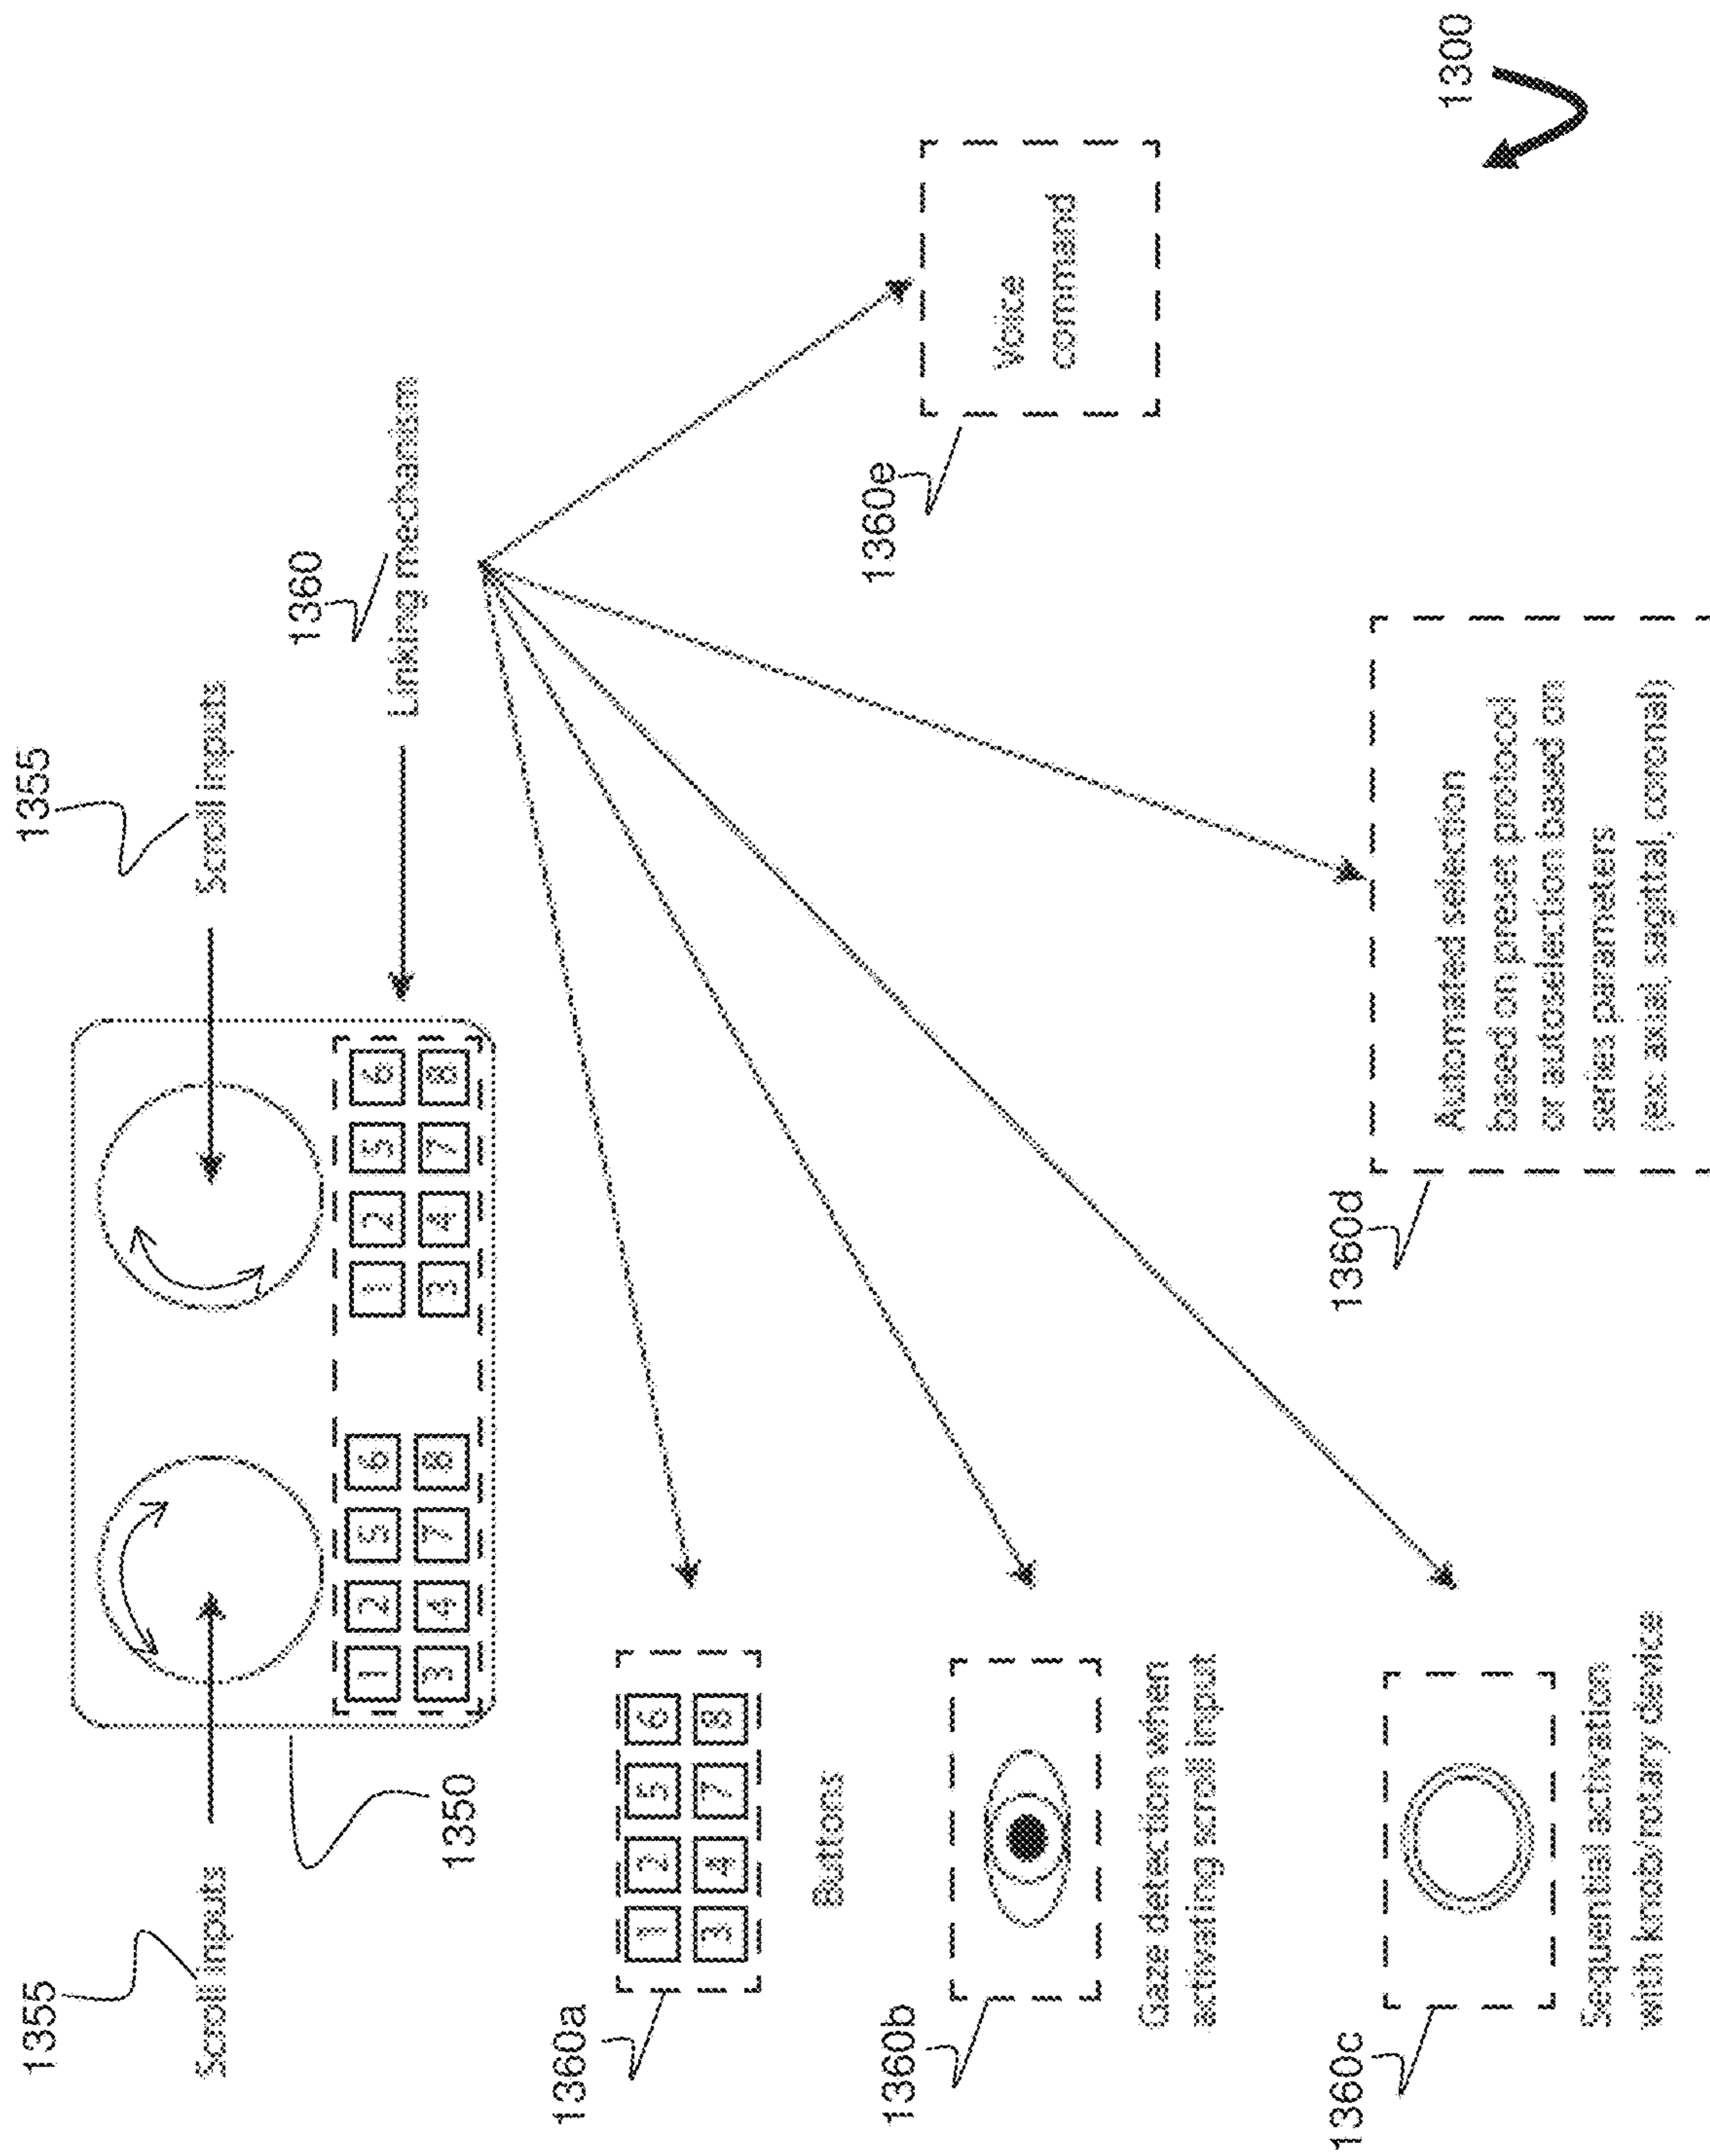 1355
Scroll inputs
1355
Scroll inputs
1350
1 2 5 6
3 4 7 8
1 2 5 6
3 4 7 8
1360
Linking mechanism
1360a
1 2 5 6
3 4 7 8
Buttons
1360b
Gaze detection when
activating scroll input
1360c
Sequential activation
with knob/rotary device
1360d
Automated selection
based on preset protocol
or autoselection based on
series parameters
(ex: axial, sagittal, coronal)
1360e
Voice
command
1300